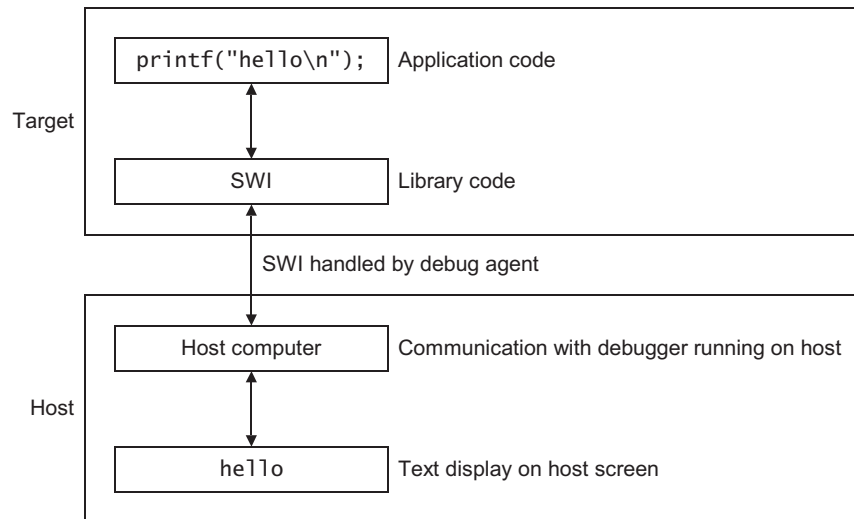 printf("hello\n");
Application code
Target
SWI
Library code
SWI handled by debug agent
Host computer
Communication with debugger running on host
Host
hello
Text display on host screen